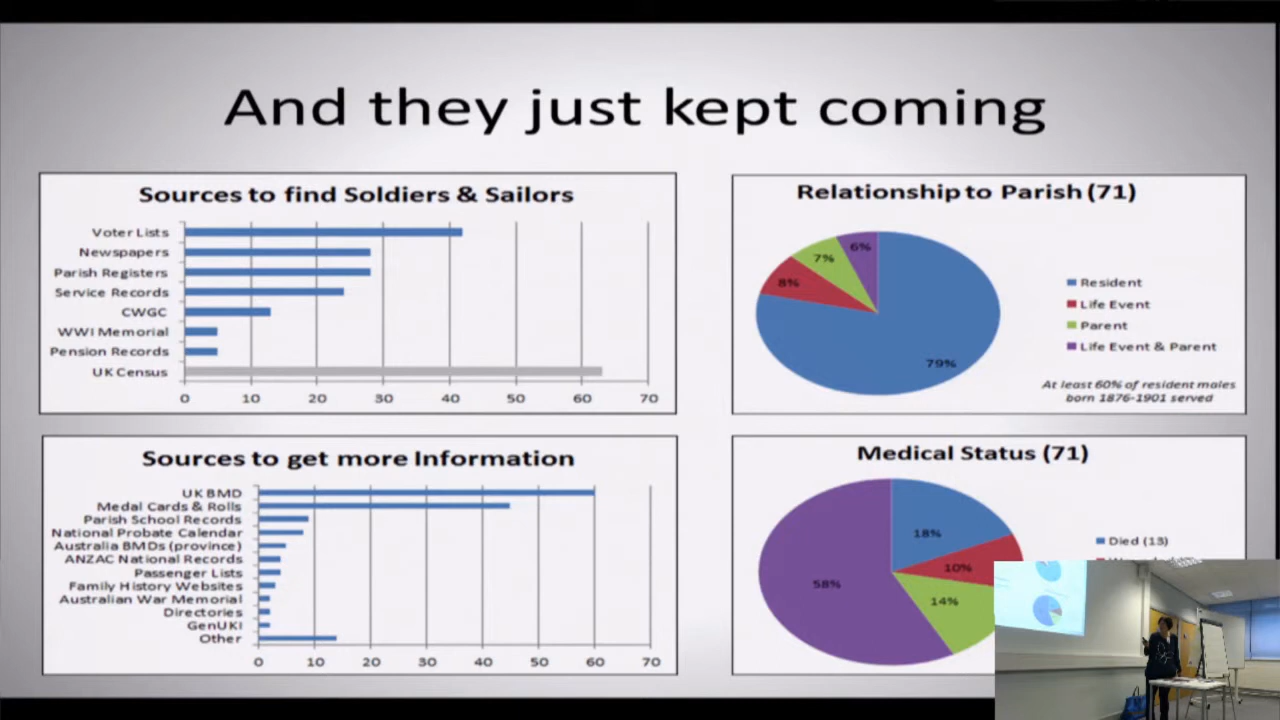 And they just kept coming
Sources to find Soldiers & Sailors
Voter Lists
Newspapers
Parish Registers
Service Records
CWGC
WWI Memorial
Pension Records
UK Census
0 10 20 30 40 50 60 70
Relationship to Parish (71)
6%
7%
8%
79%
Resident
Life Event
Parent
Life Event & Parent
At least 60% of resident males
born 1876-1901 served
Sources to get more Information
UK BMD
Medal Cards & Rolls
Parish School Records
National Probate Calendar
Australia BMDs (province)
ANZAC National Records
Passenger Lists
Family History Websites
Australian War Memorial
Directories
GenUKI
Other
0 10 20 30 40 50 60 70
Medical Status (71)
18%
10%
14%
58%
Died (13)